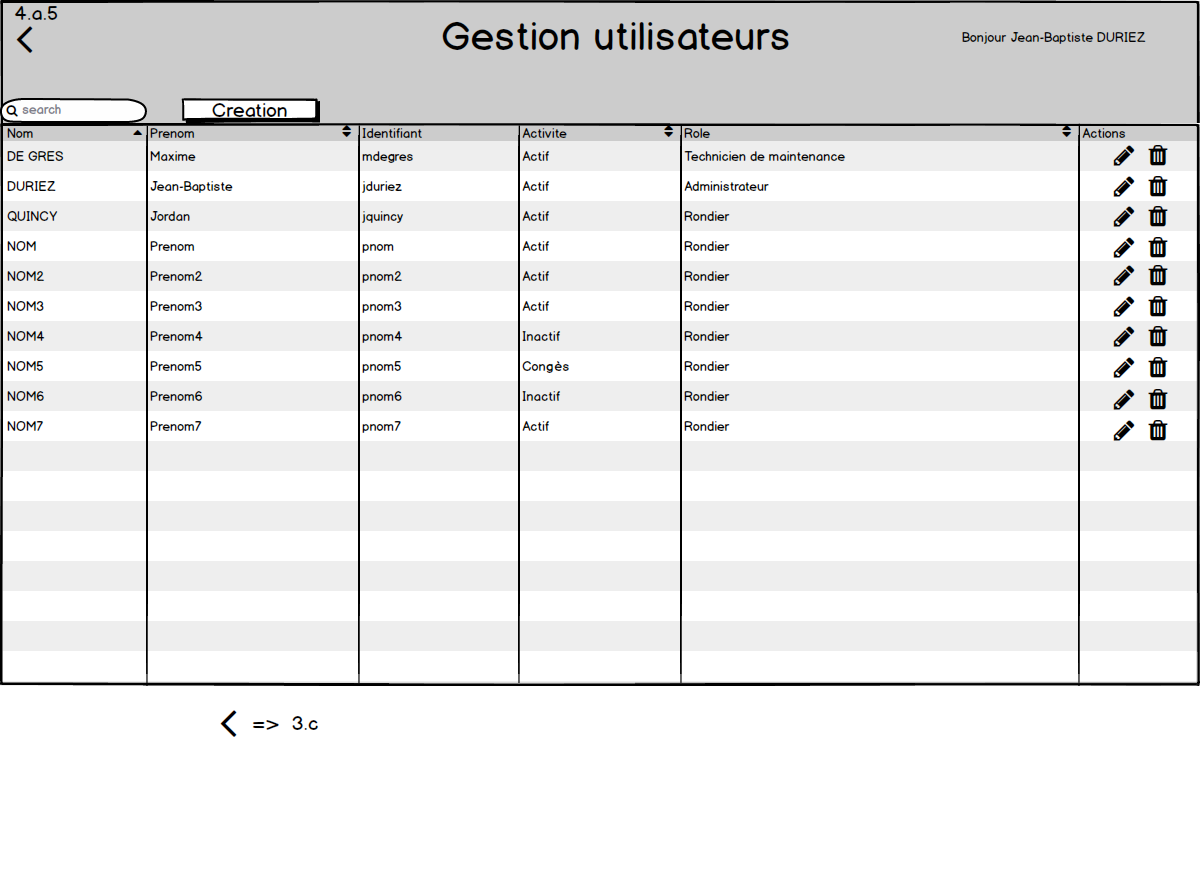 4.a.5
Gestion utilisateurs
Bonjour Jean-Baptiste DURIEZ
search
Creation
Nom Prenom Identifiant Activite Role Actions
DE GRES Maxime mdegres Actif Technicien de maintenance
DURIEZ Jean-Baptiste jduriez Actif Administrateur
QUINCY Jordan jquincy Actif Rondier
NOM Prenom pnom Actif Rondier
NOM2 Prenom2 pnom2 Actif Rondier
NOM3 Prenom3 pnom3 Actif Rondier
NOM4 Prenom4 pnom4 Inactif Rondier
NOM5 Prenom5 pnom5 Congès Rondier
NOM6 Prenom6 pnom6 Inactif Rondier
NOM7 Prenom7 pnom7 Actif Rondier
=> 3.c